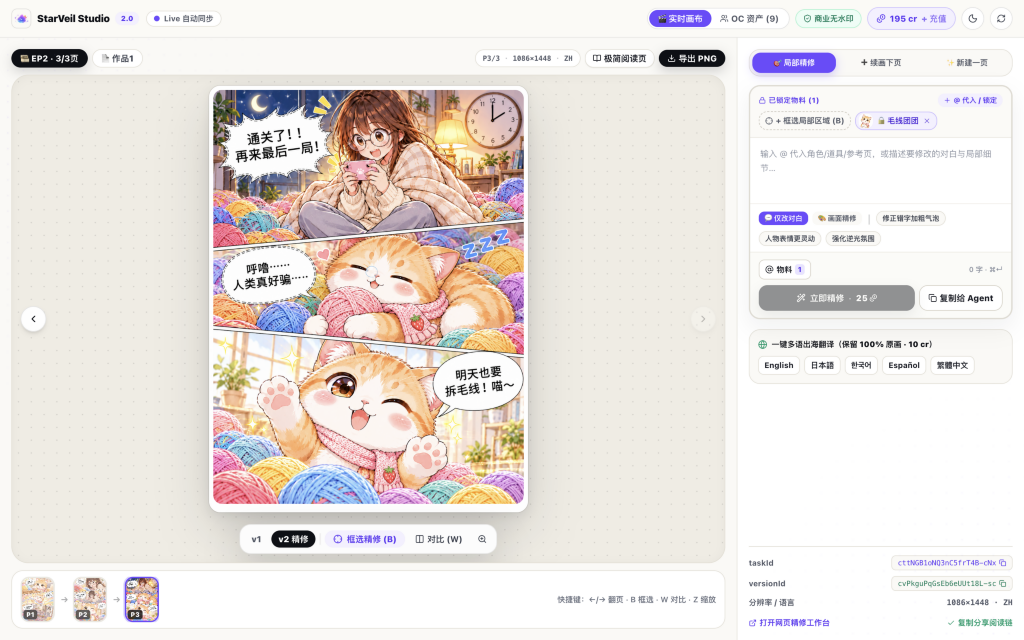 StarVeil Studio 2.0 Live 自动同步
实时画布 OC 资产 (9) 商业无水印 195 cr + 充值
EP2 · 3/3页 作品1
P3/3 · 1086×1448 · ZH 极简阅读页 导出 PNG
通关了!!
再来最后一局!
Z Z Z
呼噜……
人类真好骗……
明天也要
拆毛线!喵～
v1 v2 精修 框选精修 (B) 对比 (W)
P1 → P2 → P3
快捷键: ←/→ 翻页 · B 框选 · W 对比 · Z 缩放
局部精修 + 续画下页 新建一页
已锁定物料 (1) + @ 代入 / 锁定
+ 框选局部区域 (B) 毛线团团 ×
输入 @ 代入角色/道具/参考页，或描述要修改的对白与局部细
节...
仅改对白 画面精修 | 修正错字加粗气泡
人物表情更灵动 强化逆光氛围
@ 物料 1 0 字 · ⌘↵
立即精修 · 25
复制给 Agent
一键多语出海翻译（保留 100% 原画 · 10 cr）
English 日本語 한국어 Español 繁體中文
taskId cttNGB1oNQ3nC5frT4B-cNx
versionId cvPkguPqGsEb6eUUt18L-sc
分辨率 / 语言 1086×1448 · ZH
打开网页精修工作台 复制分享阅读链